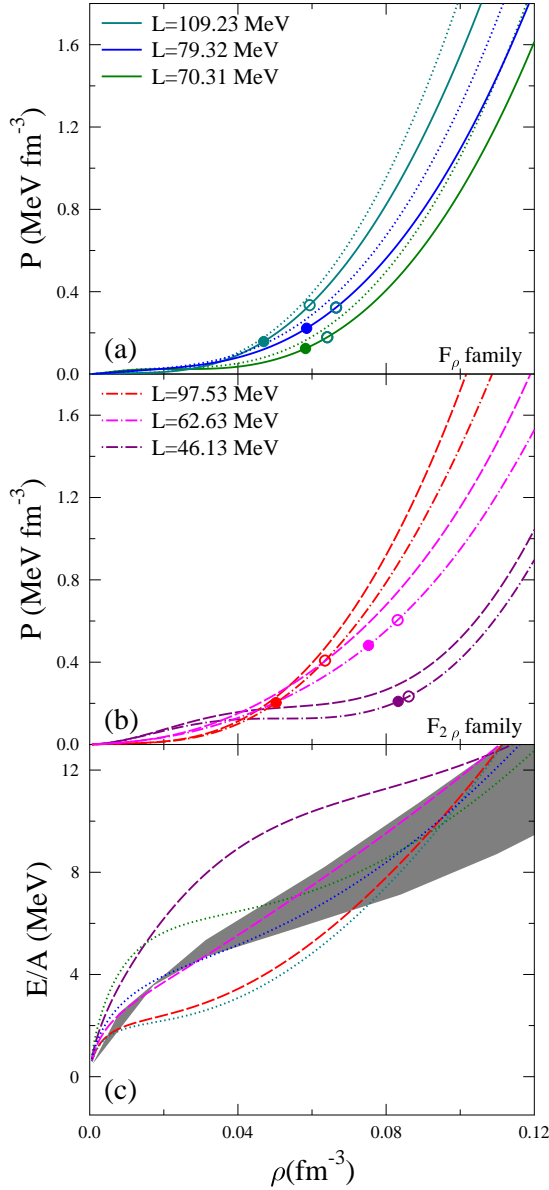 1.8
L=109.23 MeV
L=79.32 MeV
L=70.31 MeV
1.2
P (MeV fm⁻³)
0.8
0.4
(a)
F_ρ family
0.0
L=97.53 MeV
1.6
L=62.63 MeV
L=46.13 MeV
1.2
P (MeV fm⁻³)
0.8
0.4
(b)
F_{2 ρ} family
0.0
12
8
E/A (MeV)
4
0
(c)
0.0 0.04 0.08 0.12
ρ(fm⁻³)